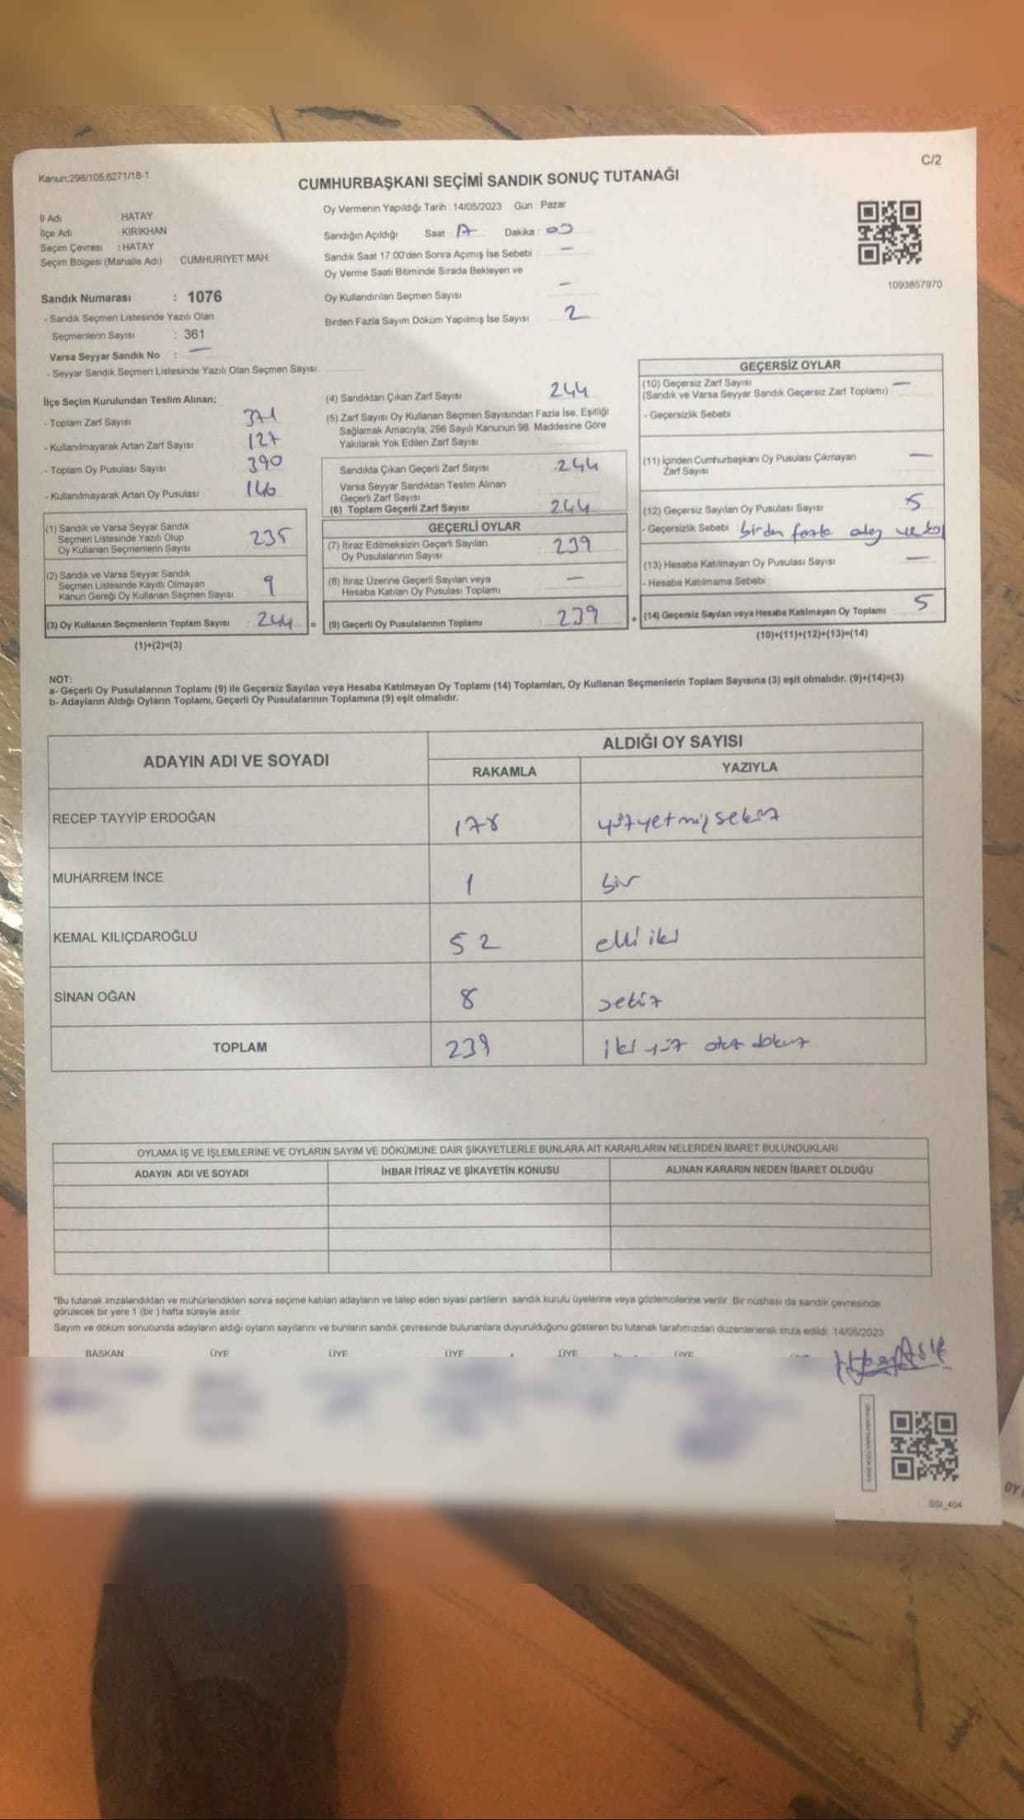 C/2
Kanun:298/105,6271/18-1
CUMHURBAŞKANI SEÇİMİ SANDIK SONUÇ TUTANAĞI
İl Adı HATAY
İlçe Adı : KIRIKHAN
Seçim Çevresi : HATAY
Seçim Bölgesi (Mahalle Adı) CUMHURİYET MAH.
Oy Vermenin Yapıldığı Tarih : 14/05/2023 Gün : Pazar
Sandığın Açıldığı Saat 17 Dakika : 00
Sandık Saat 17:00'den Sonra Açımış İse Sebebi —
Oy Verme Saati Bitiminde Sırada Bekleyen ve
Oy Kullandırılan Seçmen Sayısı —
Birden Fazla Sayım Döküm Yapılmış İse Sayısı 2
1093857970
Sandık Numarası : 1076
- Sandık Seçmen Listesinde Yazılı Olan
Seçmenlerin Sayısı : 361
Varsa Seyyar Sandık No : —
- Seyyar Sandık Seçmen Listesinde Yazılı Olan Seçmen Sayısı
İlçe Seçim Kurulundan Teslim Alınan;
- Toplam Zarf Sayısı 371
- Kullanılmayarak Artan Zarf Sayısı 127
- Toplam Oy Pusulası Sayısı 390
- Kullanılmayarak Artan Oy Pusulası 146
(1) Sandık ve Varsa Seyyar Sandık
Seçmen Listesinde Yazılı Olup
Oy Kullanan Seçmenlerin Sayısı 235
(2) Sandık ve Varsa Seyyar Sandık
Seçmen Listesinde Kayıtlı Olmayan
Kanun Gereği Oy Kullanan Seçmen Sayısı 9
(3) Oy Kullanan Seçmenlerin Toplam Sayısı 244 =
(1)+(2)=(3)
(4) Sandıktan Çıkan Zarf Sayısı 244
(5) Zarf Sayısı Oy Kullanan Seçmen Sayısından Fazla İse, Eşitliği
Sağlamak Amacıyla, 298 Sayılı Kanunun 98. Maddesine Göre
Yakılarak Yok Edilen Zarf Sayısı
Sandıkta Çıkan Geçerli Zarf Sayısı 244
Varsa Seyyar Sandıktan Teslim Alınan
Geçerli Zarf Sayısı
(6) Toplam Geçerli Zarf Sayısı 244
GEÇERLİ OYLAR
(7) İtiraz Edilmeksizin Geçerli Sayılan
Oy Pusulalarının Sayısı 239
(8) İtiraz Üzerine Geçerli Sayılan veya
Hesaba Katılan Oy Pusulası Toplamı —
(9) Geçerli Oy Pusulalarının Toplamı 239 +
GEÇERSİZ OYLAR
(10) Geçersiz Zarf Sayısı —
(Sandık ve Varsa Seyyar Sandık Geçersiz Zarf Toplamı)
- Geçersizlik Sebebi
(11) İçinden Cumhurbaşkanı Oy Pusulası Çıkmayan
Zarf Sayısı —
(12) Geçersiz Sayılan Oy Pusulası Sayısı 5
- Geçersizlik Sebebi birden fazla
(13) Hesaba Katılmayan Oy Pusulası Sayısı —
- Hesaba Katılmama Sebebi
(14) Geçersiz Sayılan veya Hesaba Katılmayan Oy Toplamı 5
(10)+(11)+(12)+(13)=(14)
NOT:
a- Geçerli Oy Pusulalarının Toplamı (9) ile Geçersiz Sayılan veya Hesaba Katılmayan Oy Toplamı (14) Toplamları, Oy Kullanan Seçmenlerin Toplam Sayısına (3) eşit olmalıdır. (9)+(14)=(3)
b- Adayların Aldığı Oyların Toplamı, Geçerli Oy Pusulalarının Toplamına (9) eşit olmalıdır.
ADAYIN ADI VE SOYADI ALDIĞI OY SAYISI
RAKAMLA YAZIYLA
RECEP TAYYİP ERDOĞAN 178 yüzyetmişsekiz
MUHARREM İNCE 1 bir
KEMAL KILIÇDAROĞLU 52 elli iki
SİNAN OĞAN 8 sekiz
TOPLAM 239 iki yüz otuz dokuz
OYLAMA İŞ VE İŞLEMLERİNE VE OYLARIN SAYIM VE DÖKÜMÜNE DAİR ŞİKAYETLERLE BUNLARA AİT KARARLARIN NELERDEN İBARET BULUNDUKLARI
ADAYIN ADI VE SOYADI İHBAR İTİRAZ VE ŞİKAYETİN KONUSU ALINAN KARARIN NEDEN İBARET OLDUĞU
*Bu tutanak imzalandıktan ve mühürlendikten sonra seçime katılan adayların ve talep eden siyasi partilerin sandık kurulu üyelerine veya gözlemcilerine verilir. Bir nüshası da sandık çevresinde
görülecek bir yere 1 (bir ) hafta süreyle asılır
Sayım ve döküm sonucunda adayların aldığı oyların sayılarını ve bunların sandık çevresinde bulunanlara duyurulduğunu gösteren bu tutanak tarafımızdan düzenlenerek imza edildi. 14/05/2023
BAŞKAN ÜYE ÜYE ÜYE ÜYE ÜYE
SSI_404